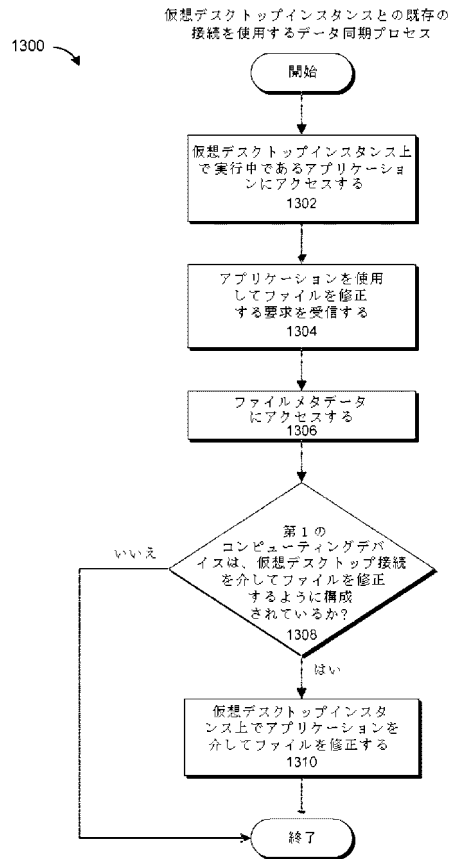 仮想デスクトップインスタンスとの既存の
接続を使用するデータ同期プロセス
1300
開始
仮想デスクトップインスタンス上
で実行中であるアプリケーショ
ンにアクセスする
1302
アプリケーションを使用
してファイルを修正
する要求を受信する
1304
ファイルメタデータ
にアクセスする
1306
第1の
コンピューティングデバ
イスは、仮想デスクトップ接続
を介してファイルを修正
するように構成
されているか?
1308
いいえ
はい
仮想デスクトップインスタ
ンス上でアプリケーションを
介してファイルを修正する
1310
終了